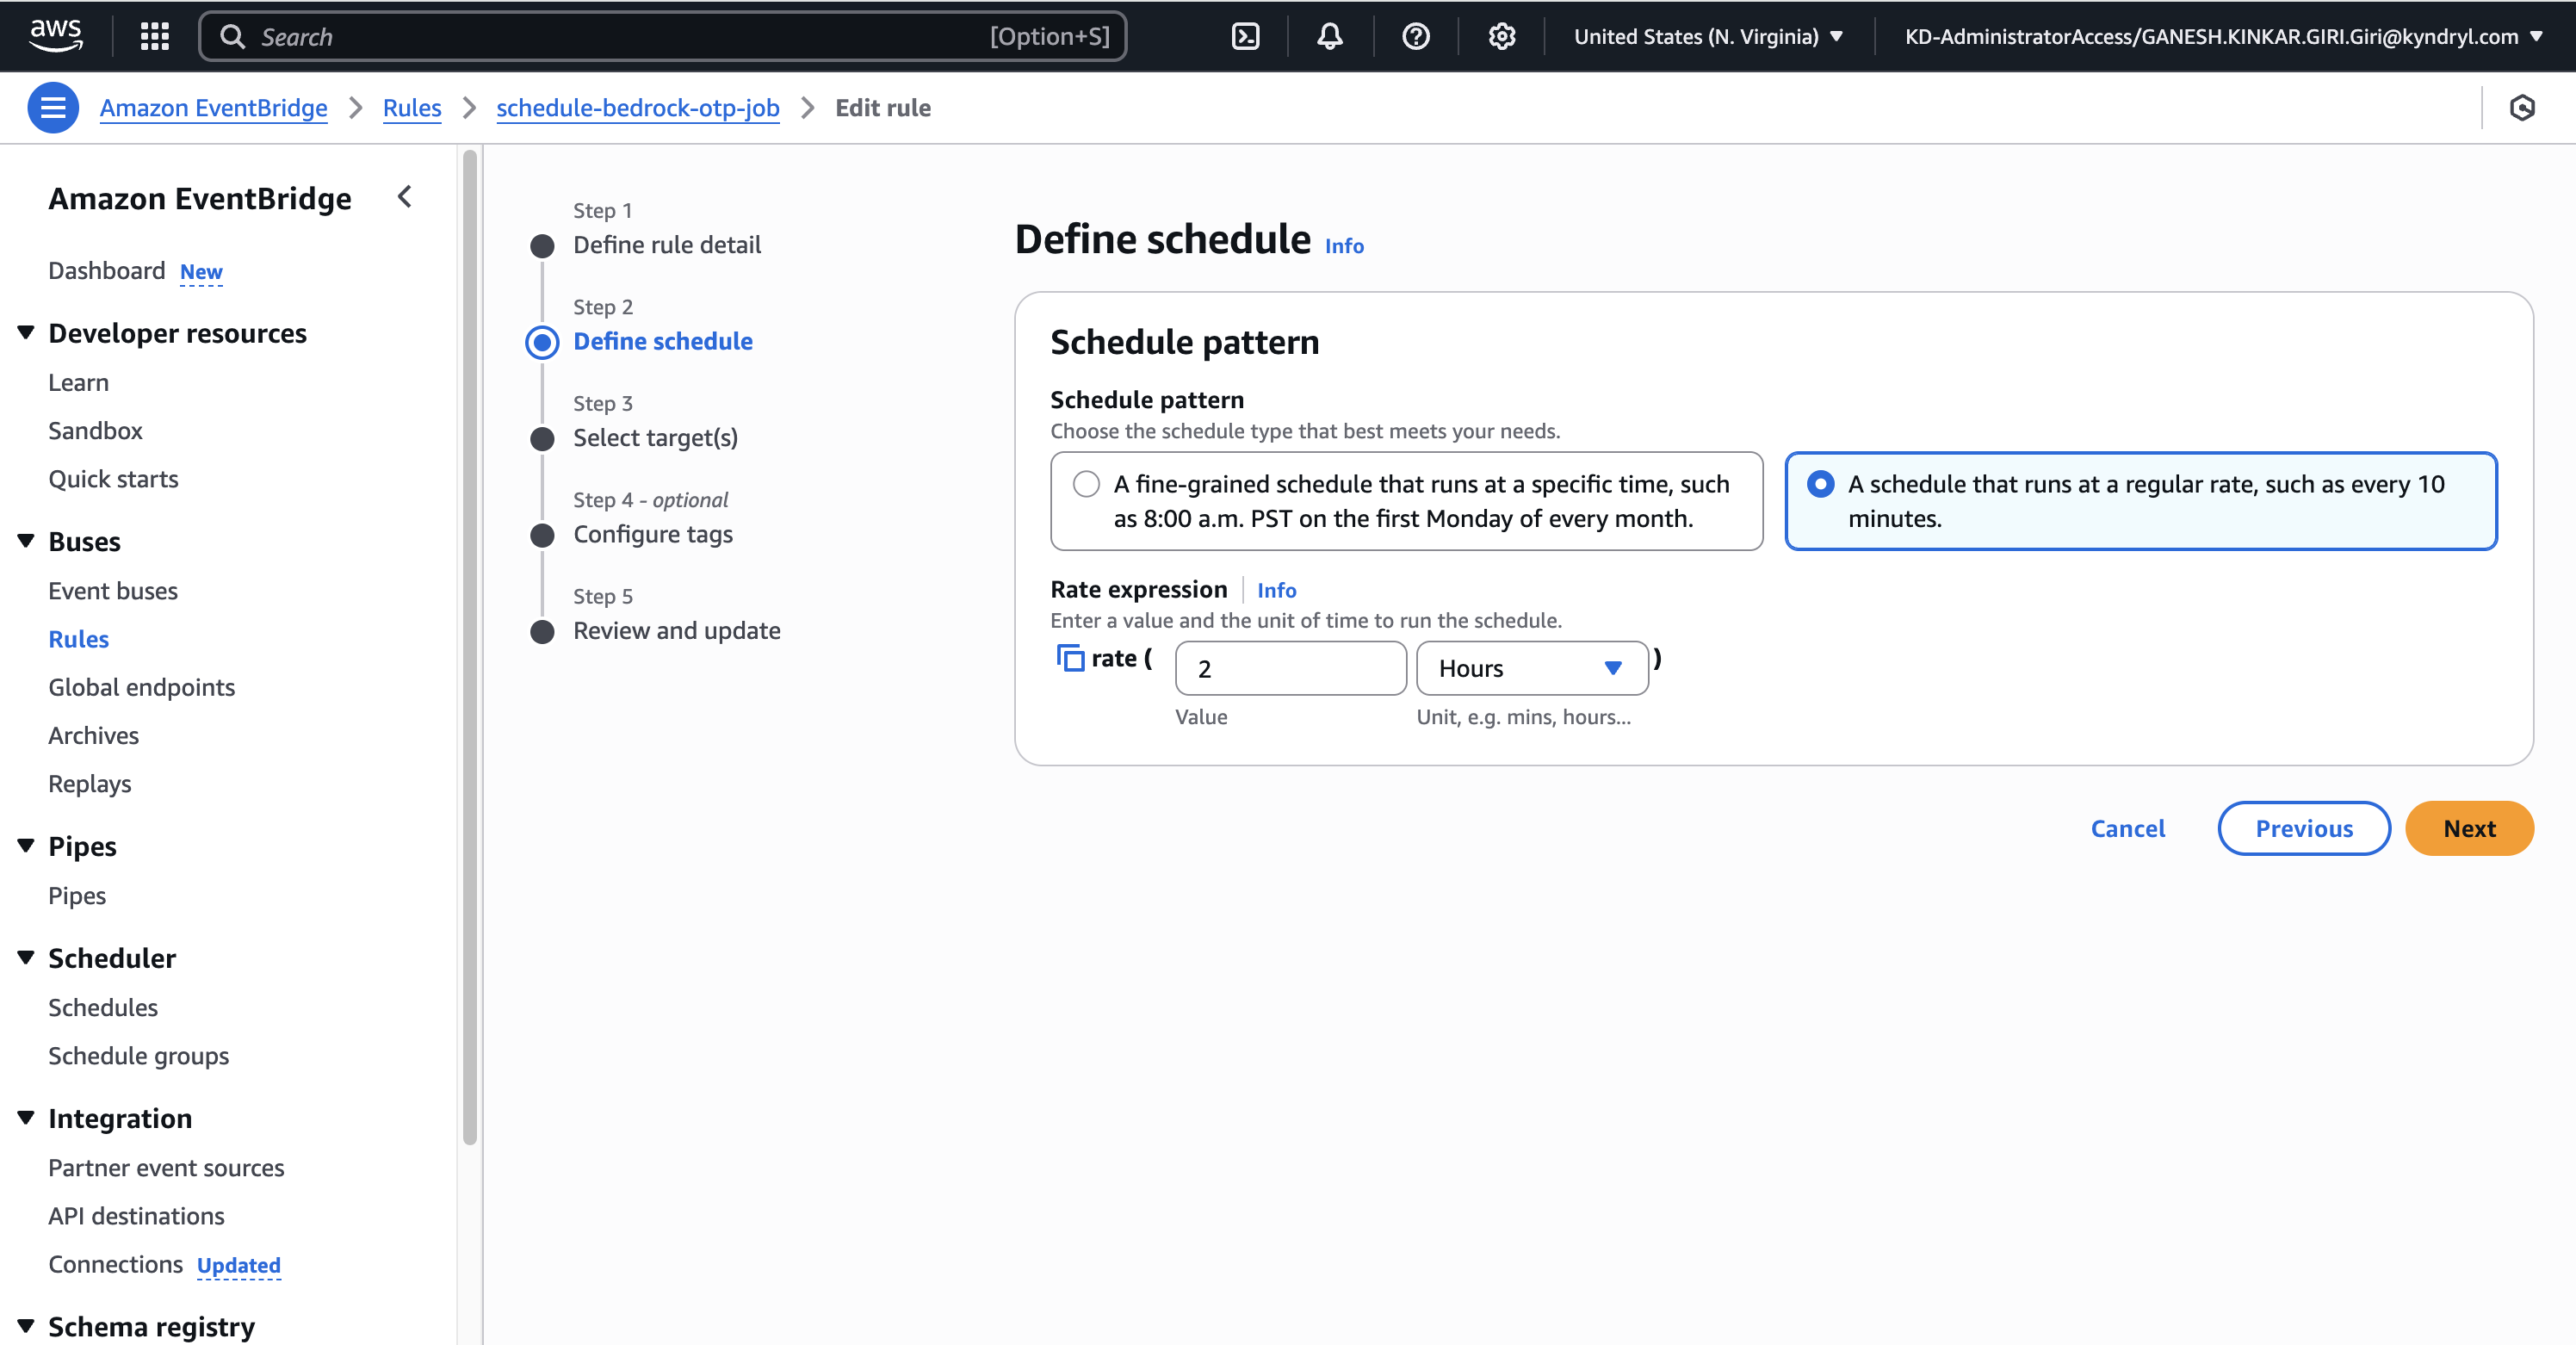 aws
Search [Option+S]
United States (N. Virginia)
KD-AdministratorAccess/GANESH.KINKAR.GIRI.Giri@kyndryl.com
Amazon EventBridge
Rules
schedule-bedrock-otp-job
Edit rule
Amazon EventBridge
Dashboard New
Developer resources
Learn
Sandbox
Quick starts
Buses
Event buses
Rules
Global endpoints
Archives
Replays
Pipes
Pipes
Scheduler
Schedules
Schedule groups
Integration
Partner event sources
API destinations
Connections Updated
Schema registry
Step 1
Define rule detail
Step 2
Define schedule
Step 3
Select target(s)
Step 4 - optional
Configure tags
Step 5
Review and update
Define schedule Info
Schedule pattern
Schedule pattern
Choose the schedule type that best meets your needs.
A fine-grained schedule that runs at a specific time, such
as 8:00 a.m. PST on the first Monday of every month.
A schedule that runs at a regular rate, such as every 10
minutes.
Rate expression Info
Enter a value and the unit of time to run the schedule.
rate ( 2 Hours )
Value
Unit, e.g. mins, hours...
Cancel
Previous
Next